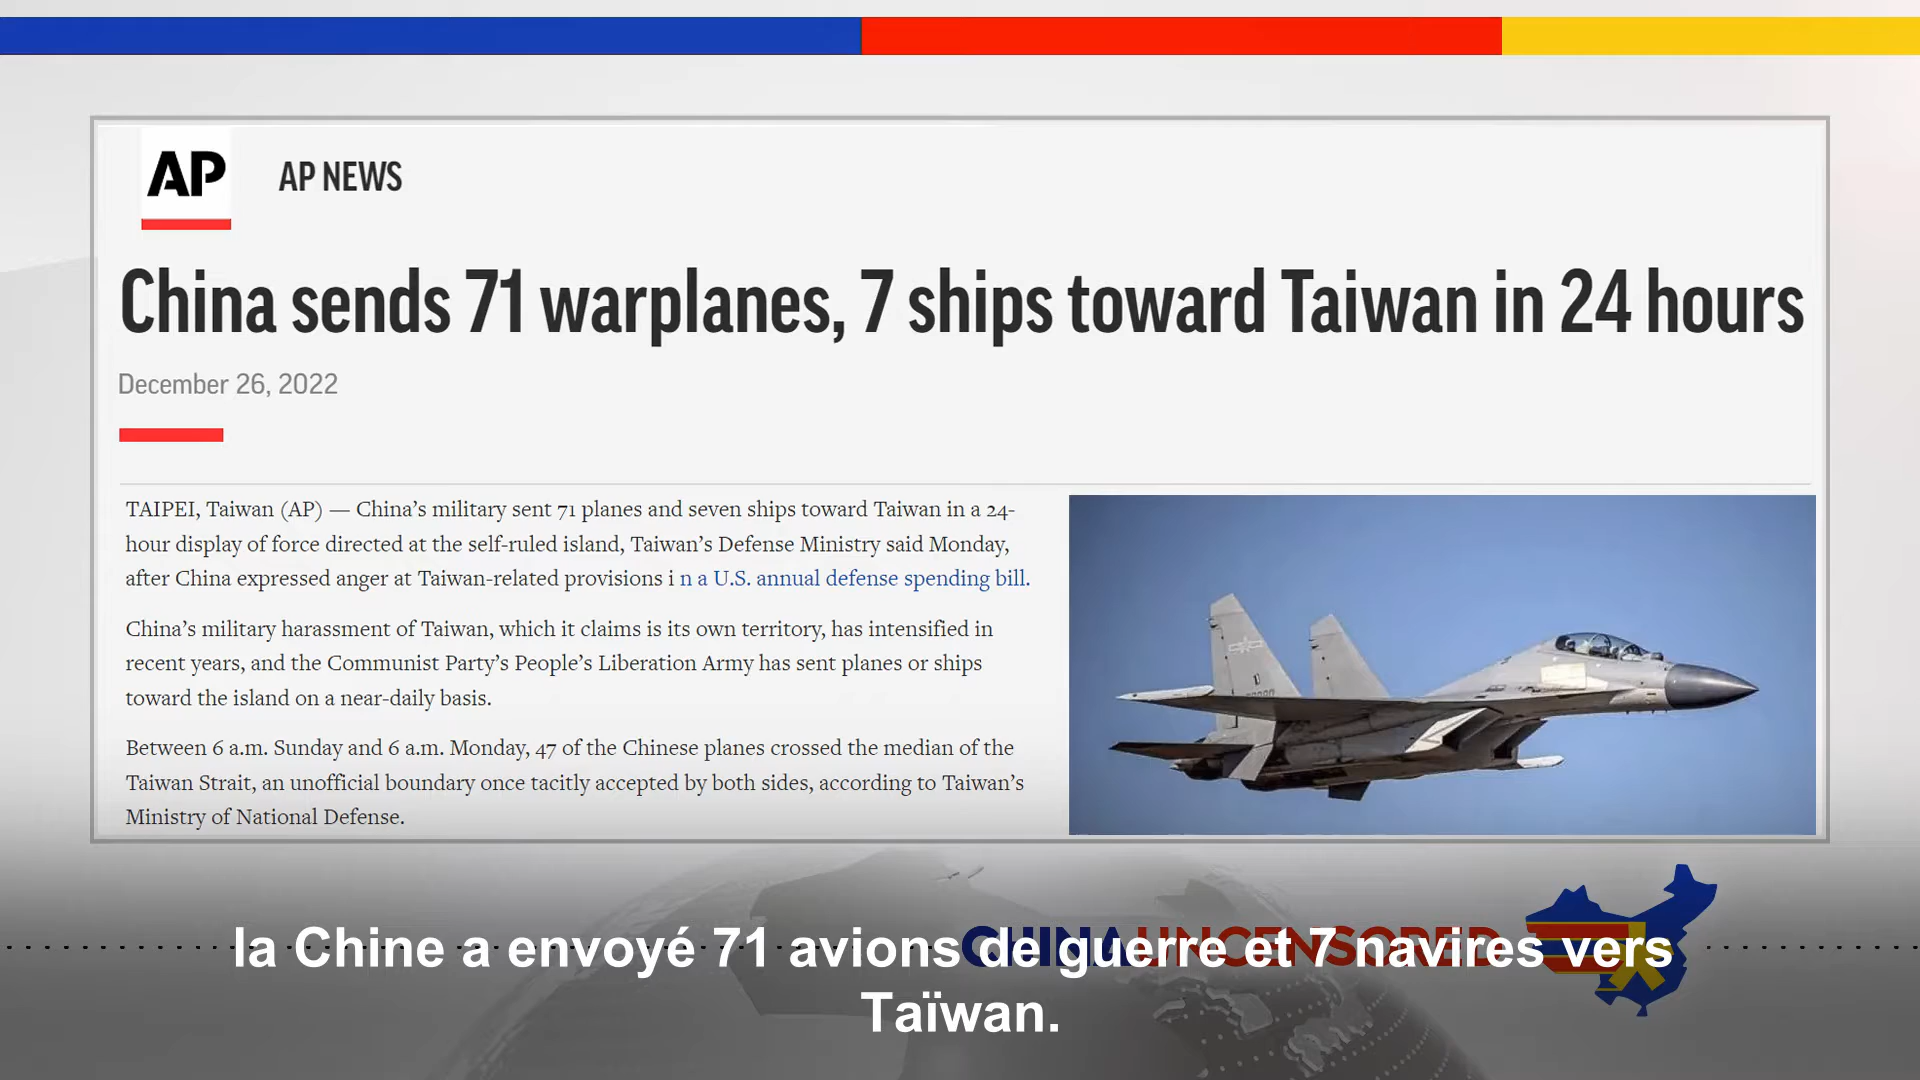 AP
AP NEWS
China sends 71 warplanes, 7 ships toward Taiwan in 24 hours
December 26, 2022
TAIPEI, Taiwan (AP) — China’s military sent 71 planes and seven ships toward Taiwan in a 24-
hour display of force directed at the self-ruled island, Taiwan’s Defense Ministry said Monday,
after China expressed anger at Taiwan-related provisions i n a U.S. annual defense spending bill.
China’s military harassment of Taiwan, which it claims is its own territory, has intensified in
recent years, and the Communist Party’s People’s Liberation Army has sent planes or ships
toward the island on a near-daily basis.
Between 6 a.m. Sunday and 6 a.m. Monday, 47 of the Chinese planes crossed the median of the
Taiwan Strait, an unofficial boundary once tacitly accepted by both sides, according to Taiwan’s
Ministry of National Defense.
CHINA UNCENSORED
la Chine a envoyé 71 avions de guerre et 7 navires vers
Taïwan.